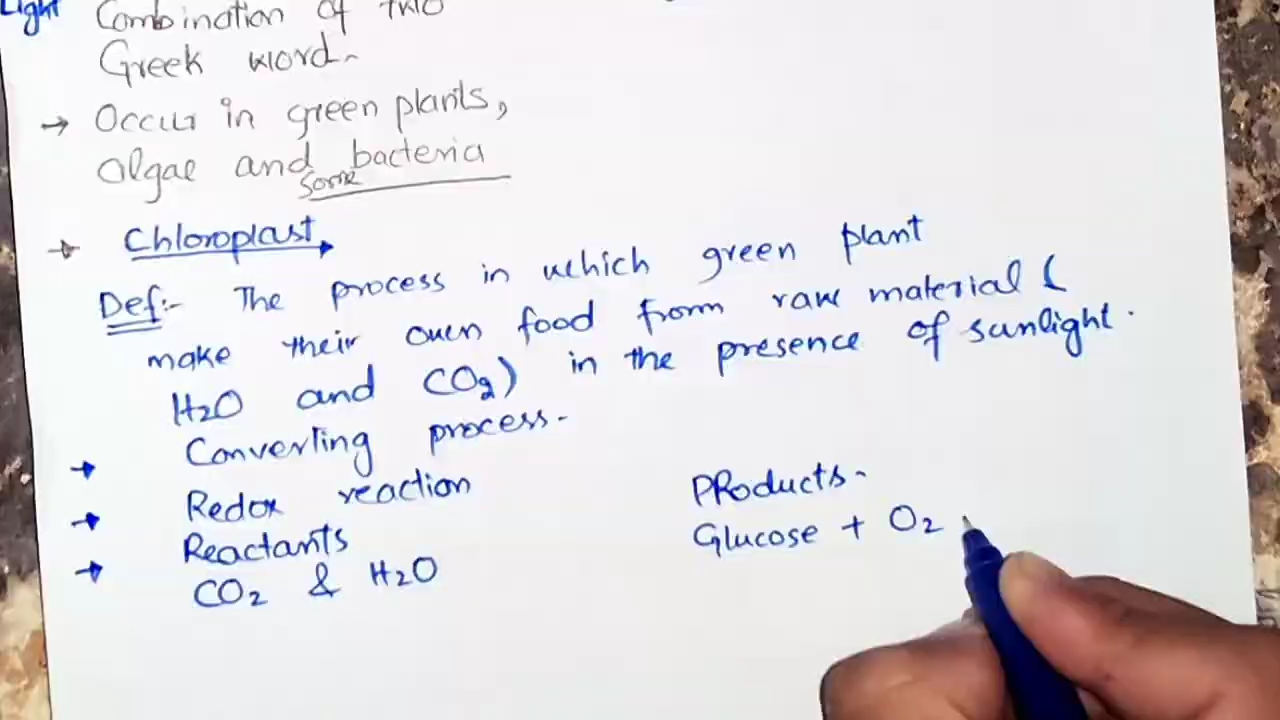 Light Combination of two
Greek word.
→ Occur in green plants,
algae and some bacteria
→ Chloroplast
Def:- The process in which green plant
make their own food from raw material (
H2O and CO2) in the presence of sunlight.
→ Converting process.
→ Redox reaction
→ Reactants
CO2 & H2O
PRoducts.
Glucose + O2